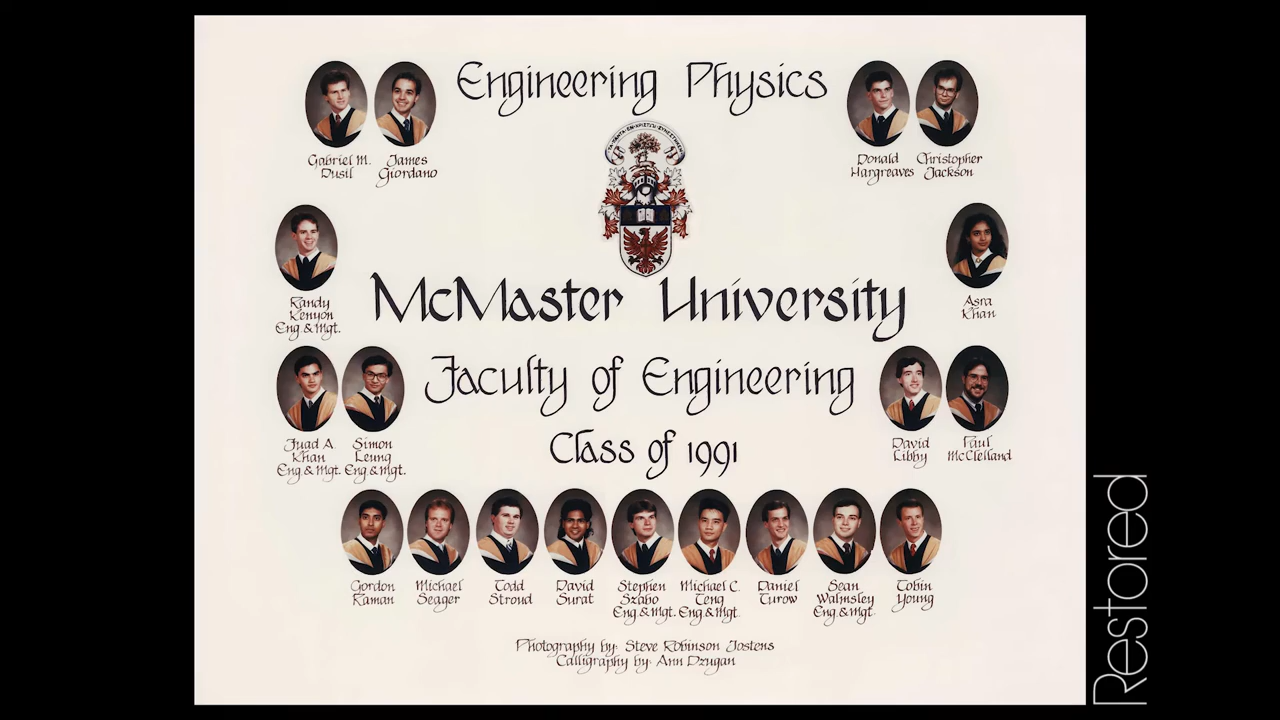 Engineering Physics
Gabriel M. Dusil
James Giordano
Donald Hargreaves
Christopher Jackson
Randy Kenyon Eng. & Mgt.
Asra Khan
McMaster University
Faculty of Engineering
Class of 1991
Fuad A. Khan Eng. & Mgt.
Simon Leung Eng. & Mgt.
David Libby
Paul McClelland
Gordon Raman
Michael Seager
Todd Stroud
David Surat
Stephen Szabo Eng. & Mgt.
Michael C. Teng Eng. & Mgt.
Daniel Turow
Sean Walmsley Eng. & Mgt.
Tobin Young
Photography by: Steve Robinson Jostens
Calligraphy by: Ann Dzugan
Restored